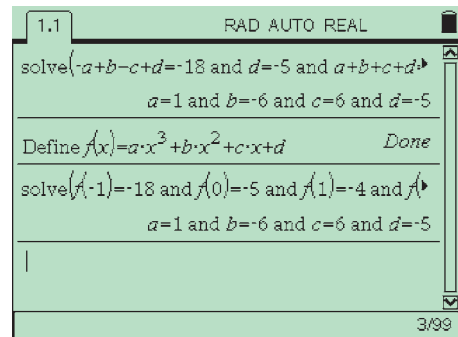 1.1 RAD AUTO REAL
solve(-a+b-c+d=-18 and d=-5 and a+b+c+d
a=1 and b=-6 and c=6 and d=-5
Define f(x)=a·x³+b·x²+c·x+d Done
solve(f(-1)=-18 and f(0)=-5 and f(1)=-4 and f(
a=1 and b=-6 and c=6 and d=-5
3/99